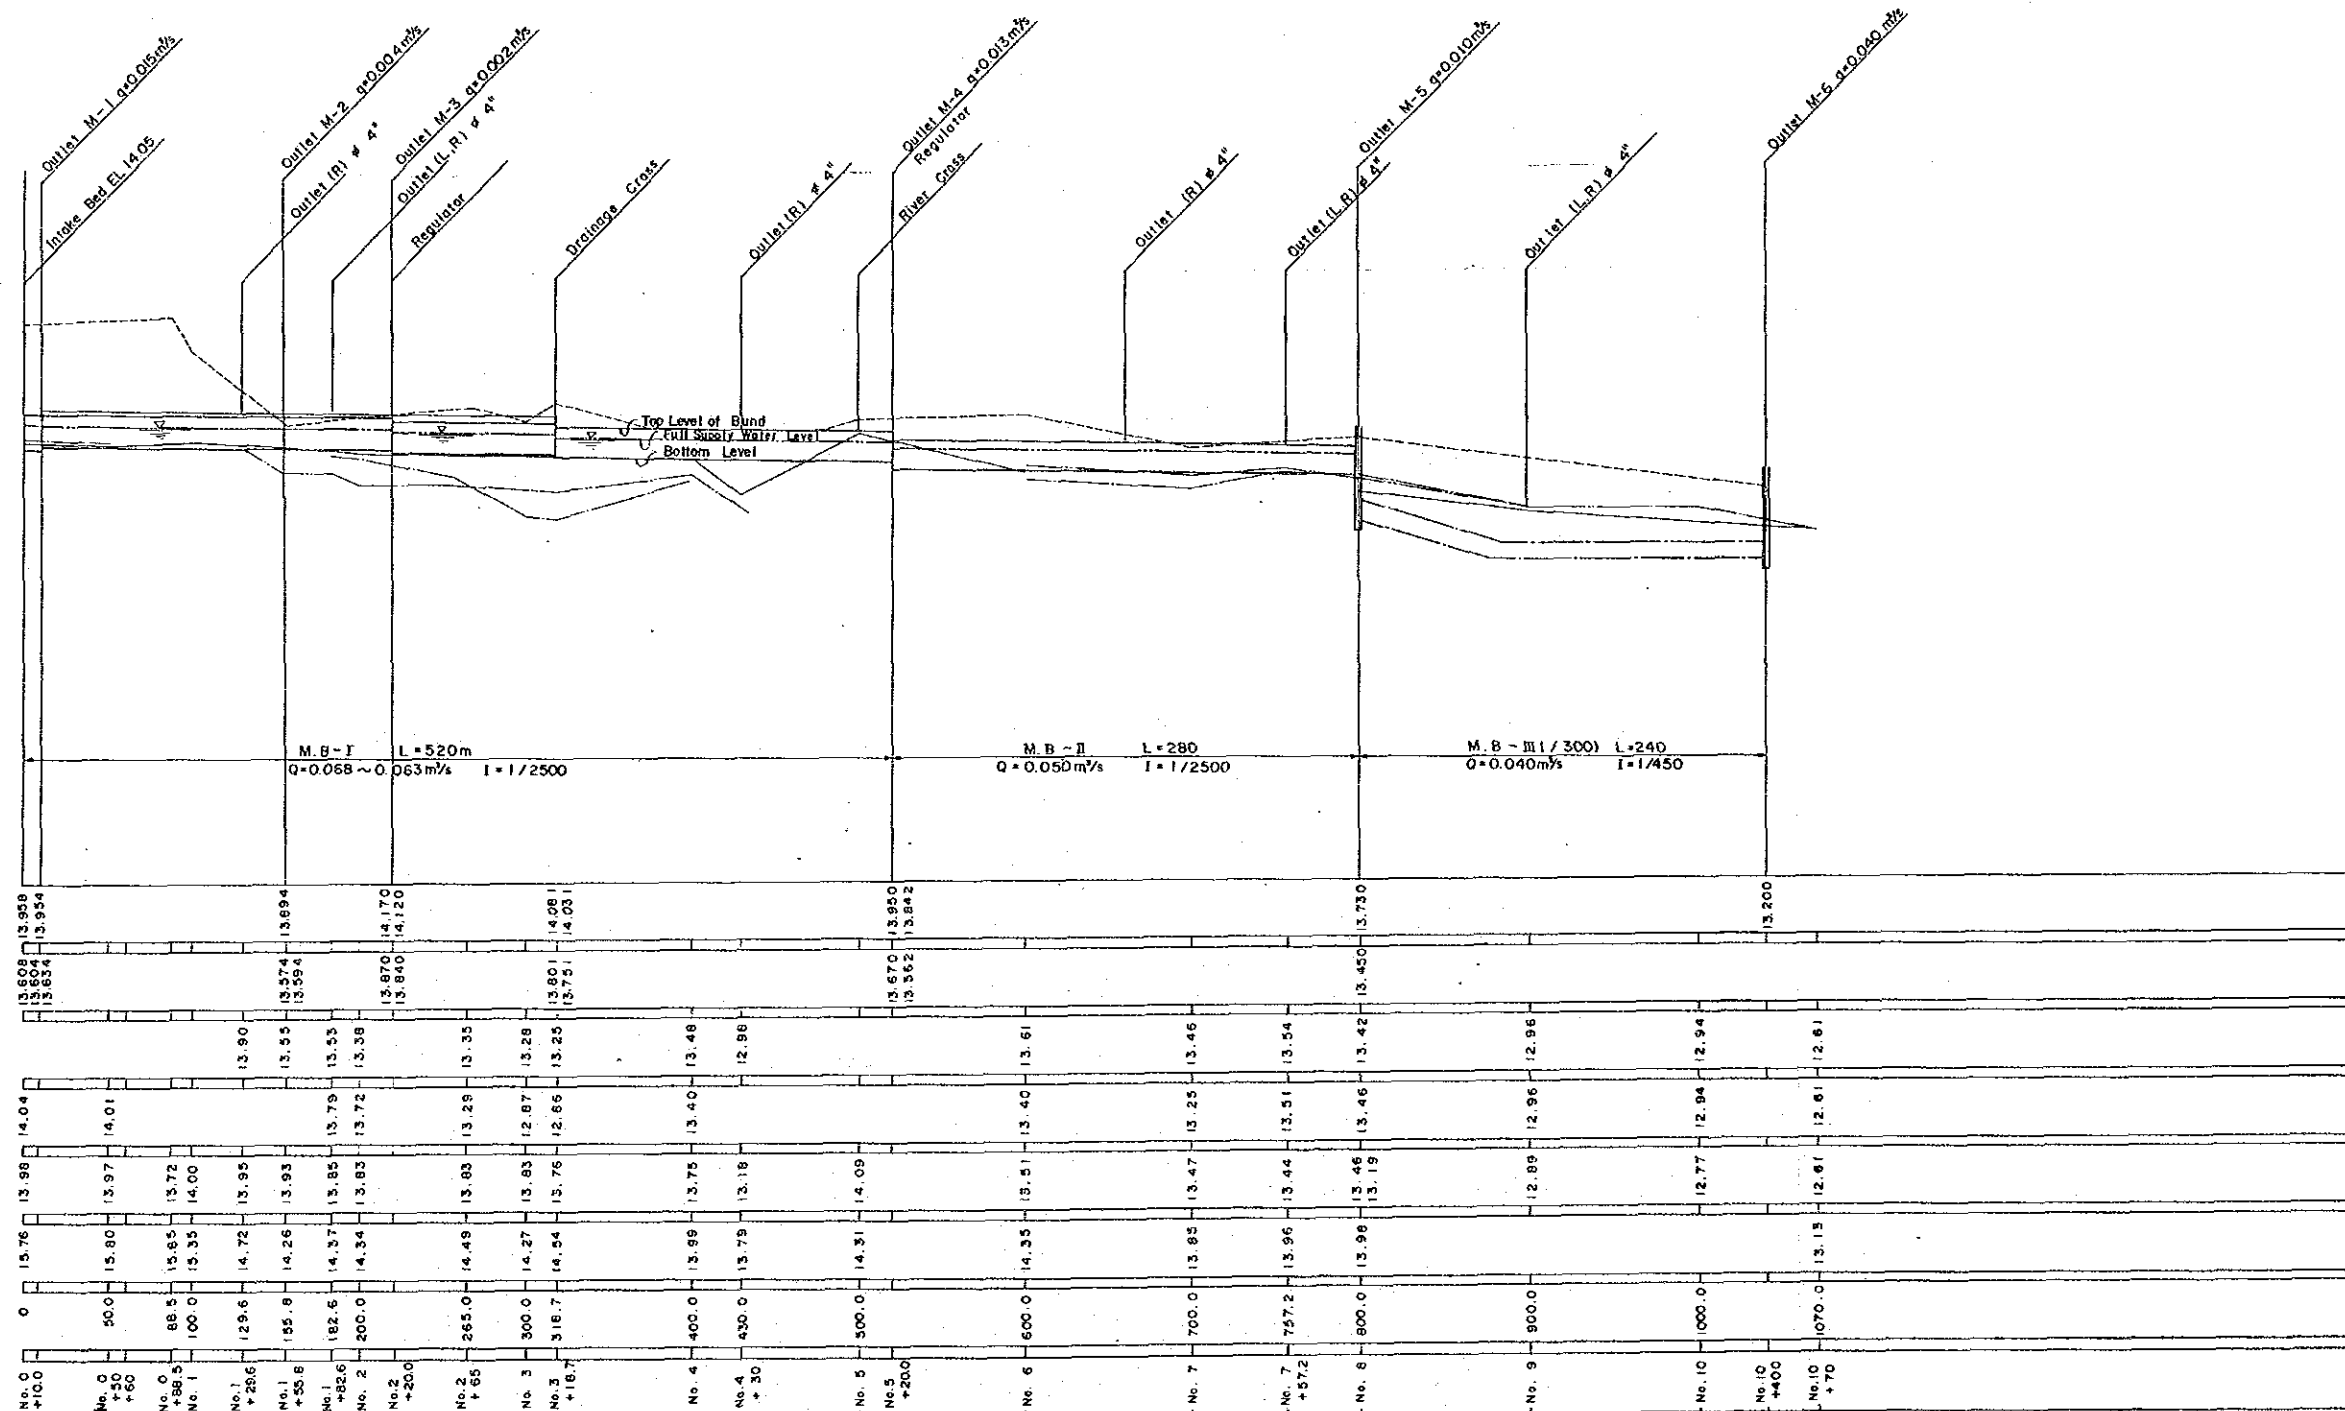 Outlet M-1 q=0.015m³/s
Intake Bed EL 14.05
Outlet M-2 q=0.004m³/s
Outlet (R) ø 4"
Outlet M-3 q=0.002m³/s
Outlet (L,R) ø 4"
Regulator
Drainage Cross
Outlet (R) ø 4"
Outlet M-4 q=0.013m³/s
Regulator
River Cross
Outlet (R) ø 4"
Outlet M-5 q=0.010m³/s
Outlet (L,R) ø 4"
Outlet (L,R) ø 4"
Outlet M-6 q=0.040m³/s
Top Level of Bund
Full Supply Water Level
Bottom Level
M.B-I L=520m
Q=0.068~0.063m³/s I=1/2500
M.B-II L=280
Q=0.050m³/s I=1/2500
M.B-III(1/300) L=240
Q=0.040m³/s I=1/450
13.958 13.954 13.894 14.170 14.120 14.081 14.031 13.950 13.842 13.730 13.200
13.608 13.604 13.634 13.574 13.594 13.870 13.840 13.801 13.751 13.670 13.562 13.450
13.90 13.55 13.53 13.38 13.35 13.28 13.25 13.48 12.98 13.61 13.46 13.54 13.42 12.96 12.94 12.61
14.04 14.01 13.79 13.72 13.29 12.87 12.86 13.40 13.40 13.25 13.51 13.46 12.96 12.94 12.61
13.98 13.97 13.72 14.00 13.95 13.93 13.85 13.83 13.83 13.83 13.76 13.75 13.18 14.09 13.51 13.47 13.44 13.46 13.19 12.89 12.77 12.61
15.76 15.80 15.85 15.35 14.72 14.26 14.37 14.34 14.49 14.27 14.54 13.99 13.79 14.31 14.35 13.85 13.96 13.98 13.13
0 50.0 88.5 100.0 129.6 155.8 182.6 200.0 265.0 300.0 318.7 400.0 430.0 500.0 600.0 700.0 757.2 800.0 900.0 1000.0 1070.0
No. 0
+10.0
No. 0
+50
+60
No. 0
+88.5
No. 1
No. 1
+29.6
No. 1
+55.8
No. 1
+82.6
No. 2
No. 2
+20.0
No. 2
+65
No. 3
No. 3
+18.7
No. 4
No. 4
+30
No. 5
No. 5
+20.0
No. 6
No. 7
No. 7
+57.2
No. 8
No. 9
No. 10
No. 10
+40.0
No. 10
+70